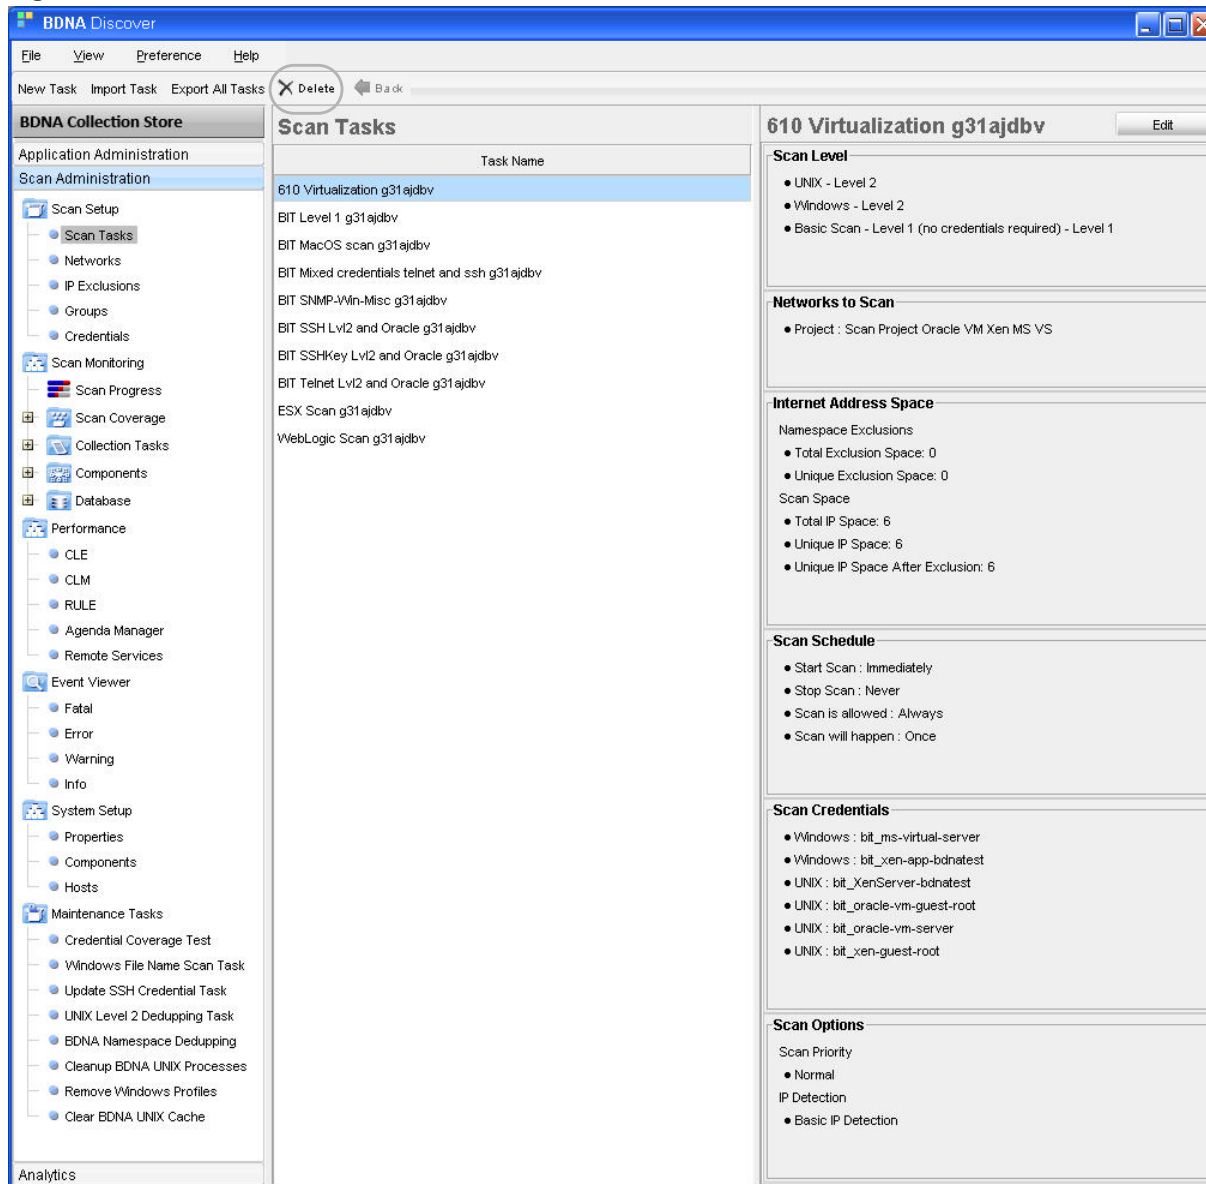 BDNA Discover
File View Preference Help
New Task Import Task Export All Tasks Delete Back
BDNA Collection Store
Application Administration
Scan Administration
Scan Setup
Scan Tasks
Networks
IP Exclusions
Groups
Credentials
Scan Monitoring
Scan Progress
Scan Coverage
Collection Tasks
Components
Database
Performance
CLE
CLM
RULE
Agenda Manager
Remote Services
Event Viewer
Fatal
Error
Warning
Info
System Setup
Properties
Components
Hosts
Maintenance Tasks
Credential Coverage Test
Windows File Name Scan Task
Update SSH Credential Task
UNIX Level 2 Dedupping Task
BDNA Namespace Dedupping
Cleanup BDNA UNIX Processes
Remove Windows Profiles
Clear BDNA UNIX Cache
Analytics
Scan Tasks
Task Name
610 Virtualization g31ajdbv
BIT Level 1 g31ajdbv
BIT MacOS scan g31ajdbv
BIT Mixed credentials telnet and ssh g31ajdbv
BIT SNMP-Win-Misc g31ajdbv
BIT SSH Lvl2 and Oracle g31ajdbv
BIT SSHKey Lvl2 and Oracle g31ajdbv
BIT Telnet Lvl2 and Oracle g31ajdbv
ESX Scan g31ajdbv
WebLogic Scan g31ajdbv
610 Virtualization g31ajdbv Edit
Scan Level
● UNIX - Level 2
● Windows - Level 2
● Basic Scan - Level 1 (no credentials required) - Level 1
Networks to Scan
● Project : Scan Project Oracle VM Xen MS VS
Internet Address Space
Namespace Exclusions
● Total Exclusion Space: 0
● Unique Exclusion Space: 0
Scan Space
● Total IP Space: 6
● Unique IP Space: 6
● Unique IP Space After Exclusion: 6
Scan Schedule
● Start Scan : Immediately
● Stop Scan : Never
● Scan is allowed : Always
● Scan will happen : Once
Scan Credentials
● Windows : bit_ms-virtual-server
● Windows : bit_xen-app-bdnatest
● UNIX : bit_XenServer-bdnatest
● UNIX : bit_oracle-vm-guest-root
● UNIX : bit_oracle-vm-server
● UNIX : bit_xen-guest-root
Scan Options
Scan Priority
● Normal
IP Detection
● Basic IP Detection